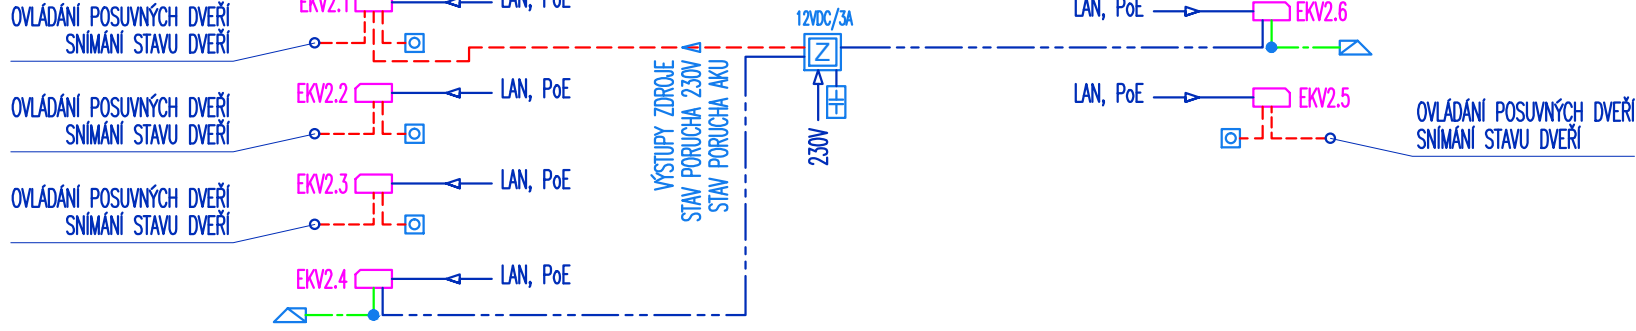 EKV2.1
LAN, PoE
OVLÁDÁNÍ POSUVNÝCH DVEŘÍ
SNÍMÁNÍ STAVU DVEŘÍ
EKV2.2
LAN, PoE
OVLÁDÁNÍ POSUVNÝCH DVEŘÍ
SNÍMÁNÍ STAVU DVEŘÍ
EKV2.3
LAN, PoE
OVLÁDÁNÍ POSUVNÝCH DVEŘÍ
SNÍMÁNÍ STAVU DVEŘÍ
EKV2.4
LAN, PoE
VÝSTUPY ZDROJE
STAV PORUCHA 230V
STAV PORUCHA AKU
12VDC/3A
Z
230V
LAN, PoE
EKV2.6
LAN, PoE
EKV2.5
OVLÁDÁNÍ POSUVNÝCH DVEŘÍ
SNÍMÁNÍ STAVU DVEŘÍ